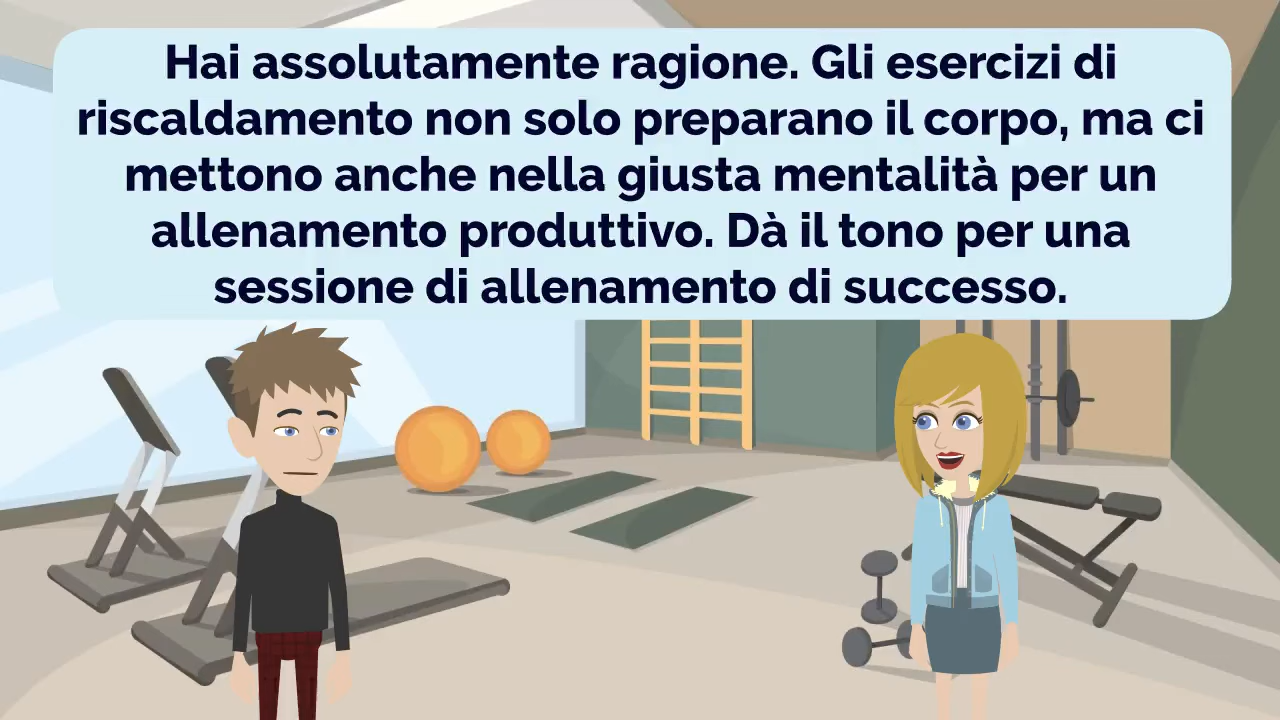 Hai assolutamente ragione. Gli esercizi di
riscaldamento non solo preparano il corpo, ma ci
mettono anche nella giusta mentalità per un
allenamento produttivo. Dà il tono per una
sessione di allenamento di successo.